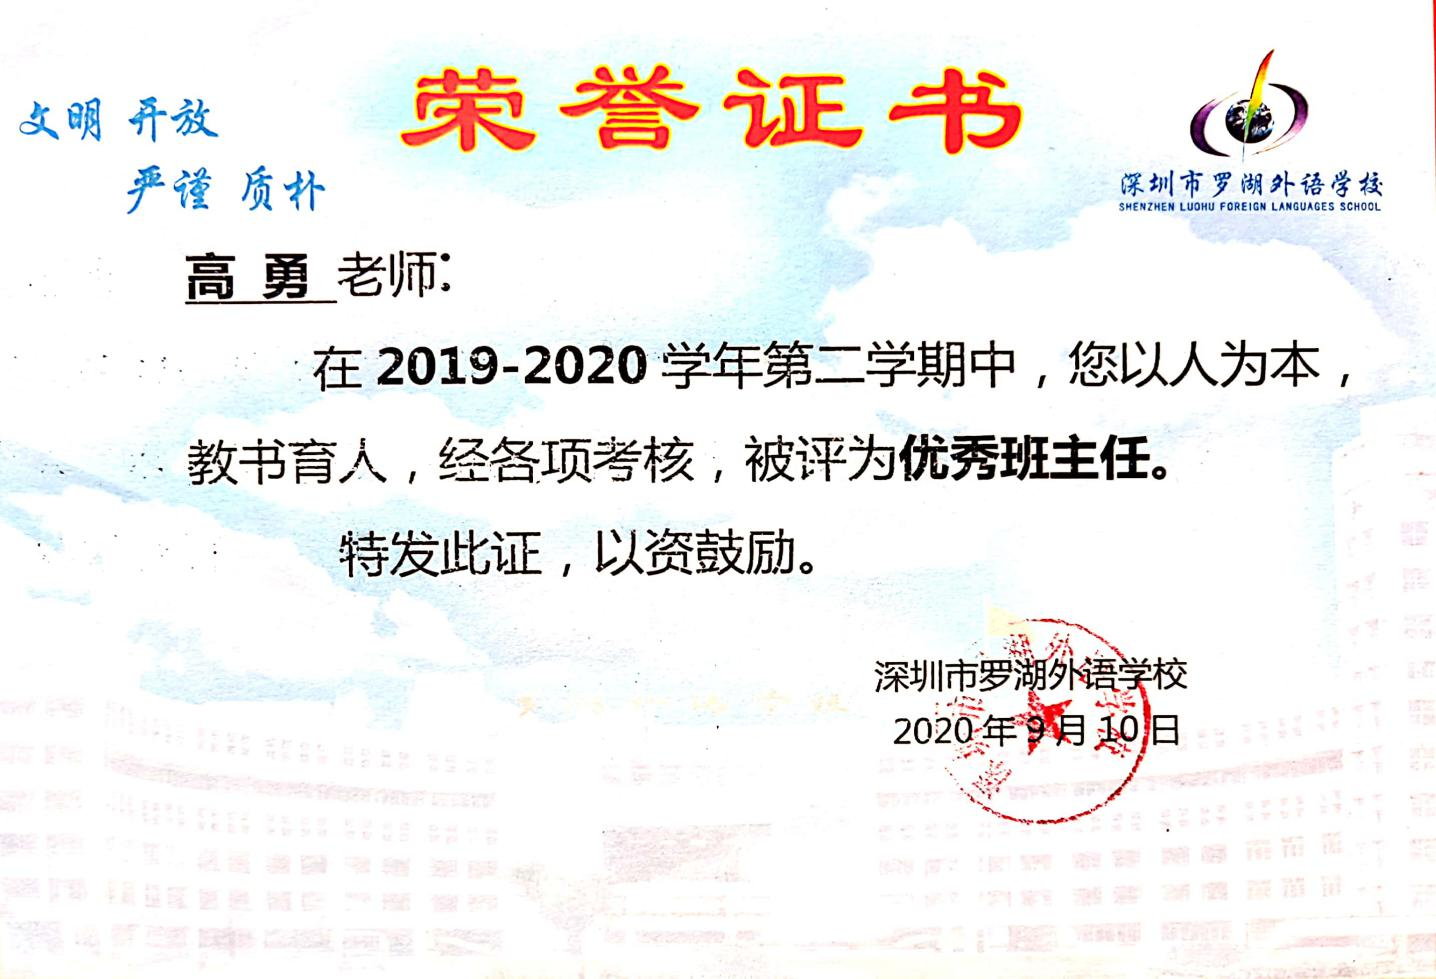 荣誉证书
文明 开放
严谨 质朴
深圳市罗湖外语学校
SHENZHEN LUOHU FOREIGN LANGUAGES SCHOOL
高 勇 老师:
在 2019-2020 学年第二学期中，您以人为本，
教书育人，经各项考核，被评为优秀班主任。
特发此证，以资鼓励。
深圳市罗湖外语学校
2020 年 9 月 10 日